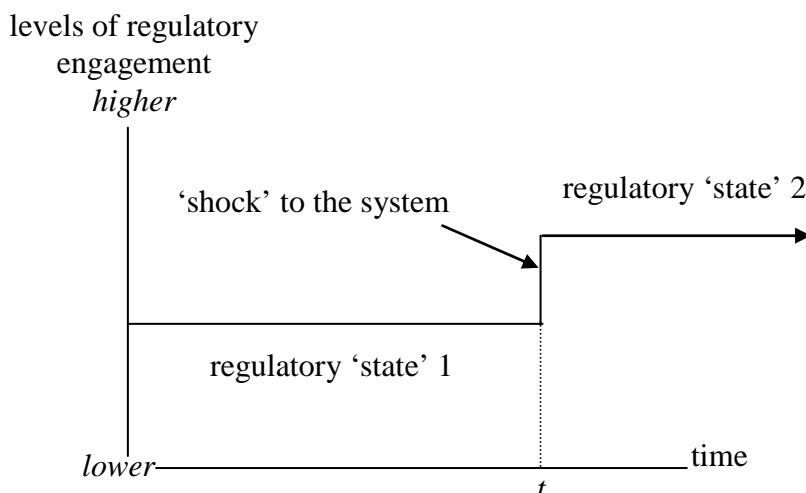 levels of regulatory
engagement
higher
‘shock’ to the system
regulatory ‘state’ 2
regulatory ‘state’ 1
lower
time
t